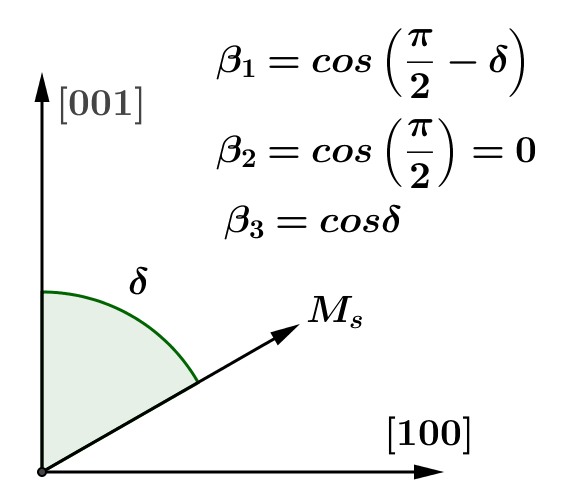 β₁ = cos(π/2 − δ)
[001]
β₂ = cos(π/2) = 0
β₃ = cosδ
δ
Mₛ
[100]